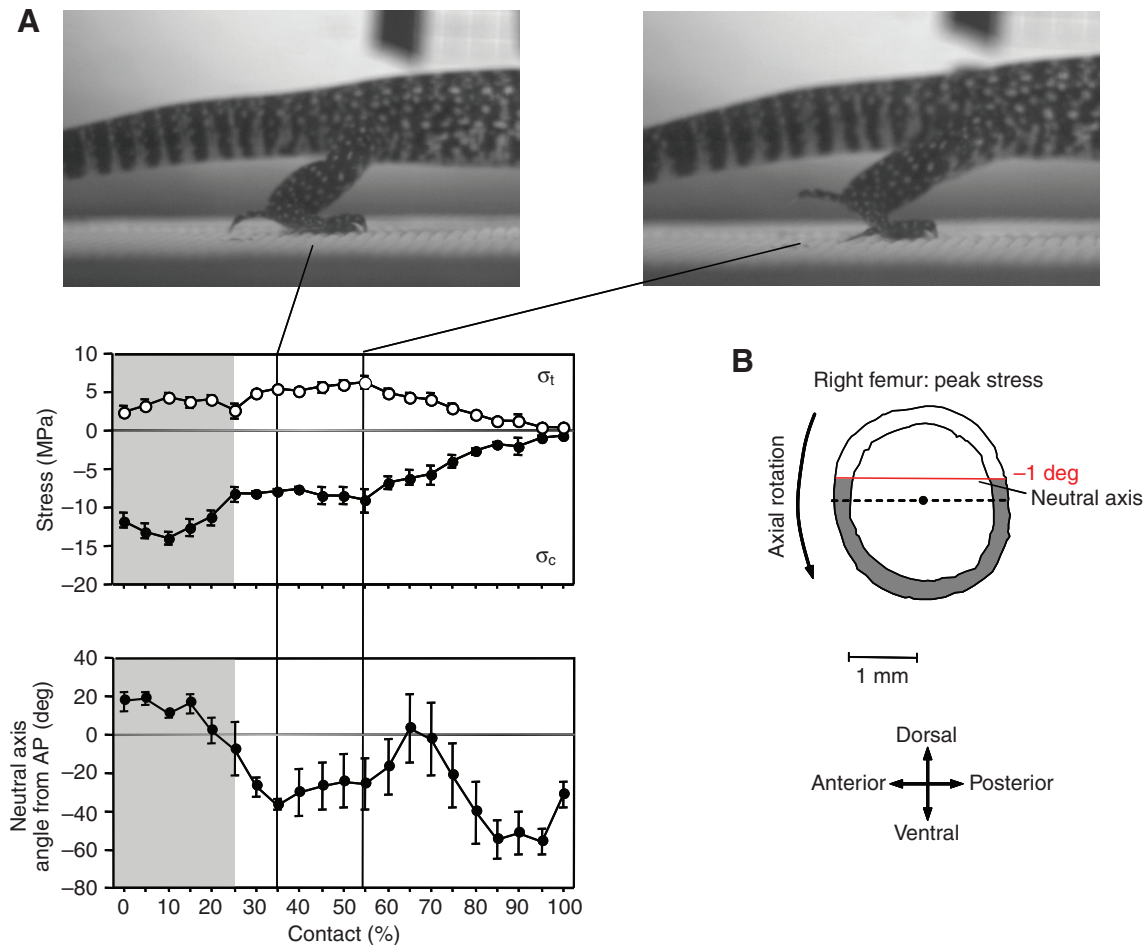 A
10
5
0
–5
–10
–15
–20
Stress (MPa)
σt
σc
40
20
0
–20
–40
–60
–80
Neutral axis
angle from AP (deg)
0 10 20 30 40 50 60 70 80 90 100
Contact (%)
B
Right femur: peak stress
Axial rotation
–1 deg
Neutral axis
1 mm
Dorsal
Anterior Posterior
Ventral